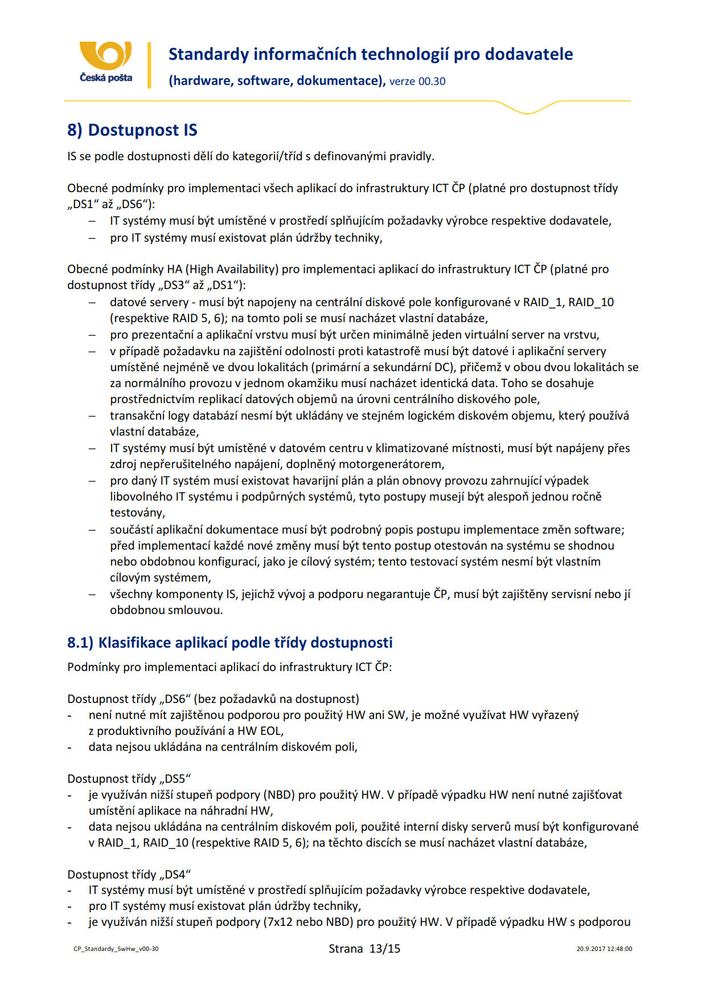 Česká pošta
Standardy informačních technologií pro dodavatele
(hardware, software, dokumentace), verze 00.30
8) Dostupnost IS
IS se podle dostupnosti dělí do kategorií/tříd s definovanými pravidly.
Obecné podmínky pro implementaci všech aplikací do infrastruktury ICT ČP (platné pro dostupnost třídy
„DS1“ až „DS6“):
– IT systémy musí být umístěné v prostředí splňujícím požadavky výrobce respektive dodavatele,
– pro IT systémy musí existovat plán údržby techniky,
Obecné podmínky HA (High Availability) pro implementaci aplikací do infrastruktury ICT ČP (platné pro
dostupnost třídy „DS3“ až „DS1“):
– datové servery - musí být napojeny na centrální diskové pole konfigurované v RAID_1, RAID_10
(respektive RAID 5, 6); na tomto poli se musí nacházet vlastní databáze,
– pro prezentační a aplikační vrstvu musí být určen minimálně jeden virtuální server na vrstvu,
– v případě požadavku na zajištění odolnosti proti katastrofě musí být datové i aplikační servery
umístěné nejméně ve dvou lokalitách (primární a sekundární DC), přičemž v obou dvou lokalitách se
za normálního provozu v jednom okamžiku musí nacházet identická data. Toho se dosahuje
prostřednictvím replikací datových objemů na úrovni centrálního diskového pole,
– transakční logy databází nesmí být ukládány ve stejném logickém diskovém objemu, který používá
vlastní databáze,
– IT systémy musí být umístěné v datovém centru v klimatizované místnosti, musí být napájeny přes
zdroj nepřerušitelného napájení, doplněný motorgenerátorem,
– pro daný IT systém musí existovat havarijní plán a plán obnovy provozu zahrnující výpadek
libovolného IT systému i podpůrných systémů, tyto postupy musejí být alespoň jednou ročně
testovány,
– součástí aplikační dokumentace musí být podrobný popis postupu implementace změn software;
před implementací každé nové změny musí být tento postup otestován na systému se shodnou
nebo obdobnou konfigurací, jako je cílový systém; tento testovací systém nesmí být vlastním
cílovým systémem,
– všechny komponenty IS, jejichž vývoj a podporu negarantuje ČP, musí být zajištěny servisní nebo jí
obdobnou smlouvou.
8.1) Klasifikace aplikací podle třídy dostupnosti
Podmínky pro implementaci aplikací do infrastruktury ICT ČP:
Dostupnost třídy „DS6“ (bez požadavků na dostupnost)
- není nutné mít zajištěnou podporou pro použitý HW ani SW, je možné využívat HW vyřazený
z produktivního používání a HW EOL,
- data nejsou ukládána na centrálním diskovém poli,
Dostupnost třídy „DS5“
- je využíván nižší stupeň podpory (NBD) pro použitý HW. V případě výpadku HW není nutné zajišťovat
umístění aplikace na náhradní HW,
- data nejsou ukládána na centrálním diskovém poli, použité interní disky serverů musí být konfigurované
v RAID_1, RAID_10 (respektive RAID 5, 6); na těchto discích se musí nacházet vlastní databáze,
Dostupnost třídy „DS4“
- IT systémy musí být umístěné v prostředí splňujícím požadavky výrobce respektive dodavatele,
- pro IT systémy musí existovat plán údržby techniky,
- je využíván nižší stupeň podpory (7x12 nebo NBD) pro použitý HW. V případě výpadku HW s podporou
CP_Standardy_SwHw_v00-30 Strana 13/15 20.9.2017 12:48:00